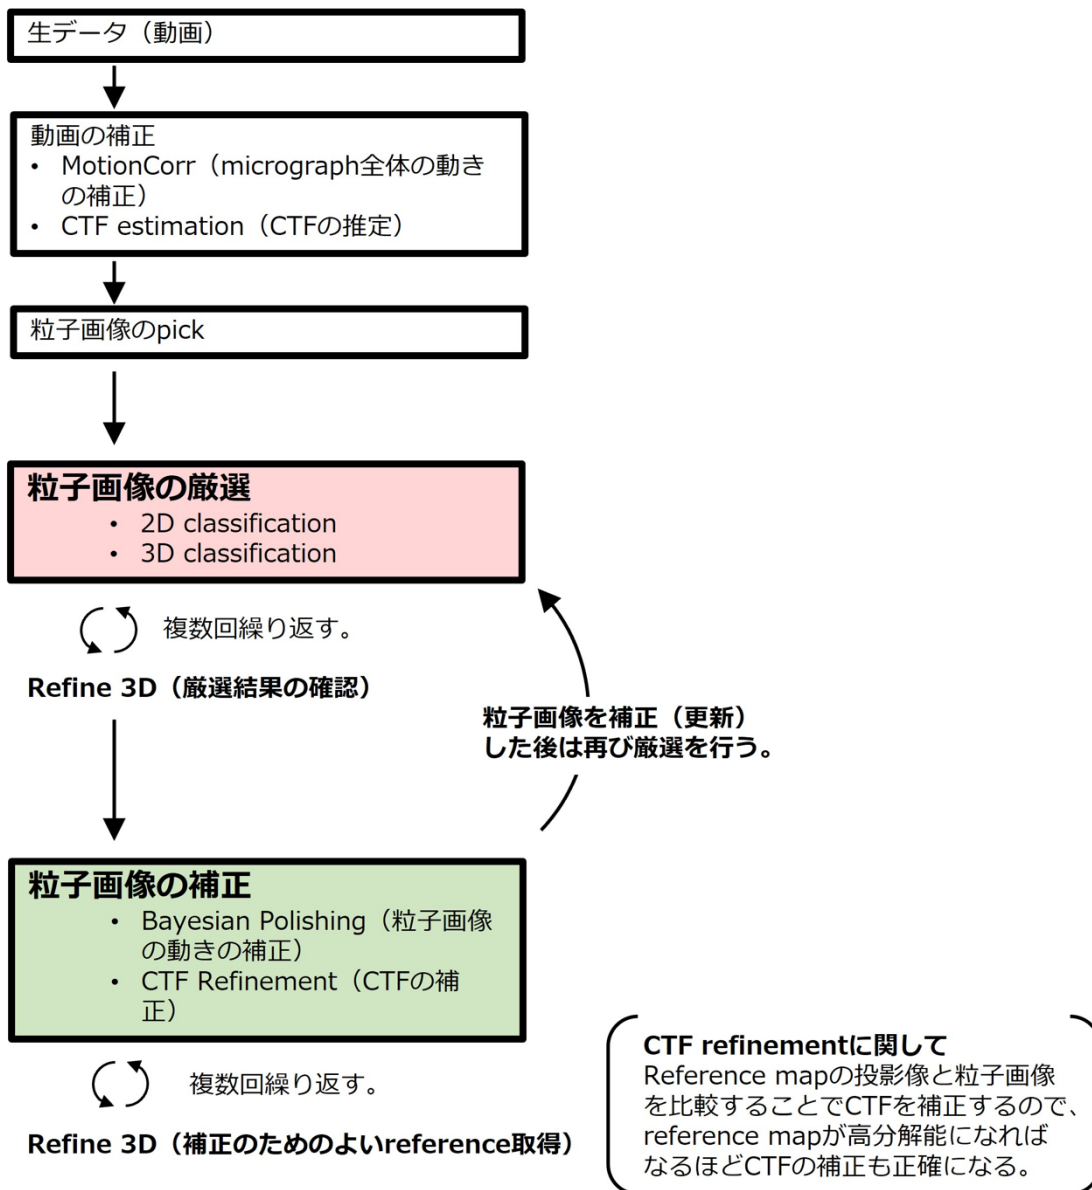 生データ（動画）
動画の補正
• MotionCorr（micrograph全体の動き
の補正）
• CTF estimation（CTFの推定）
粒子画像のpick
粒子画像の厳選
• 2D classification
• 3D classification
複数回繰り返す。
Refine 3D（厳選結果の確認）
粒子画像を補正（更新）
した後は再び厳選を行う。
粒子画像の補正
• Bayesian Polishing（粒子画像
の動きの補正）
• CTF Refinement（CTFの補
正）
複数回繰り返す。
Refine 3D（補正のためのよいreference取得）
CTF refinementに関して
Reference mapの投影像と粒子画像
を比較することでCTFを補正するので、
reference mapが高分解能になれば
なるほどCTFの補正も正確になる。